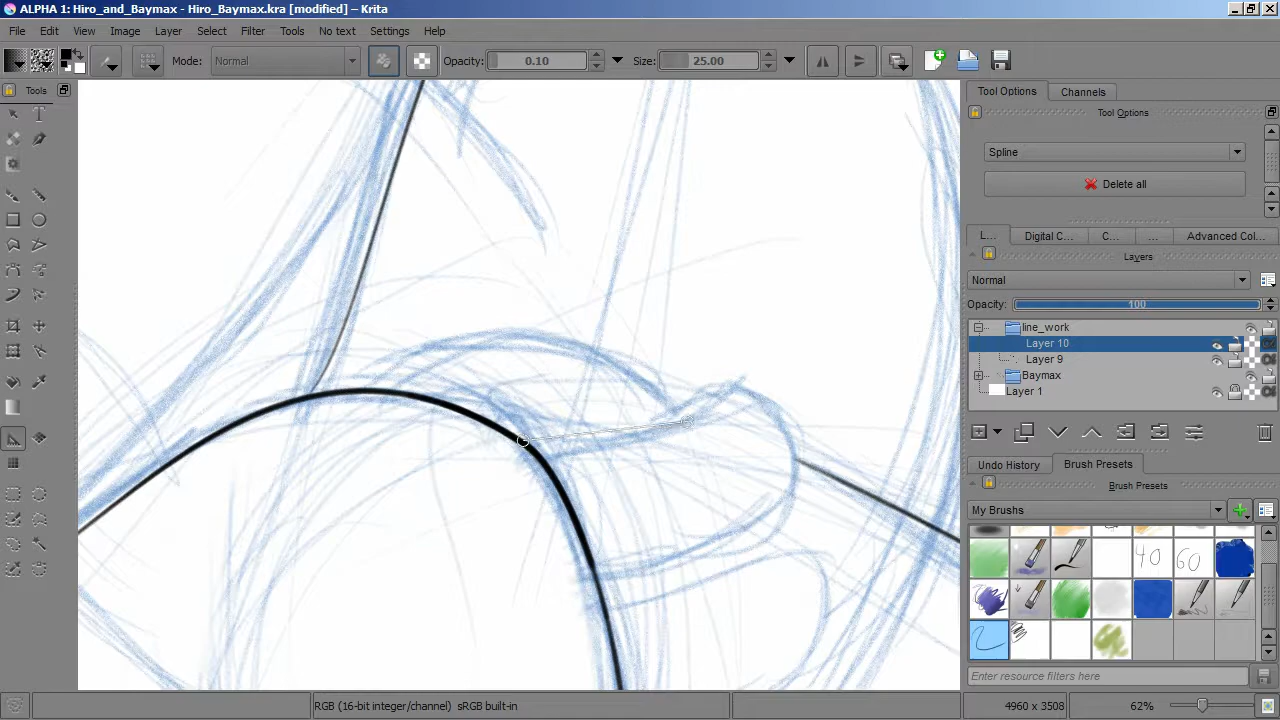 ALPHA 1: Hiro_and_Baymax - Hiro_Baymax.kra [modified] – Krita
File Edit View Image Layer Select Filter Tools No text Settings Help
Mode: Normal Opacity: 0.10 Size: 25.00
Tools
Tool Options Channels
Tool Options
Spline
Delete all
L... Digital C... C... ... Advanced Col...
Layers
Normal
Opacity: 100
line_work
Layer 10
Layer 9
Baymax
Layer 1
Undo History Brush Presets
Brush Presets
My Brushes
40 60
Enter resource filters here
RGB (16-bit integer/channel) sRGB built-in 4960 x 3508 62%